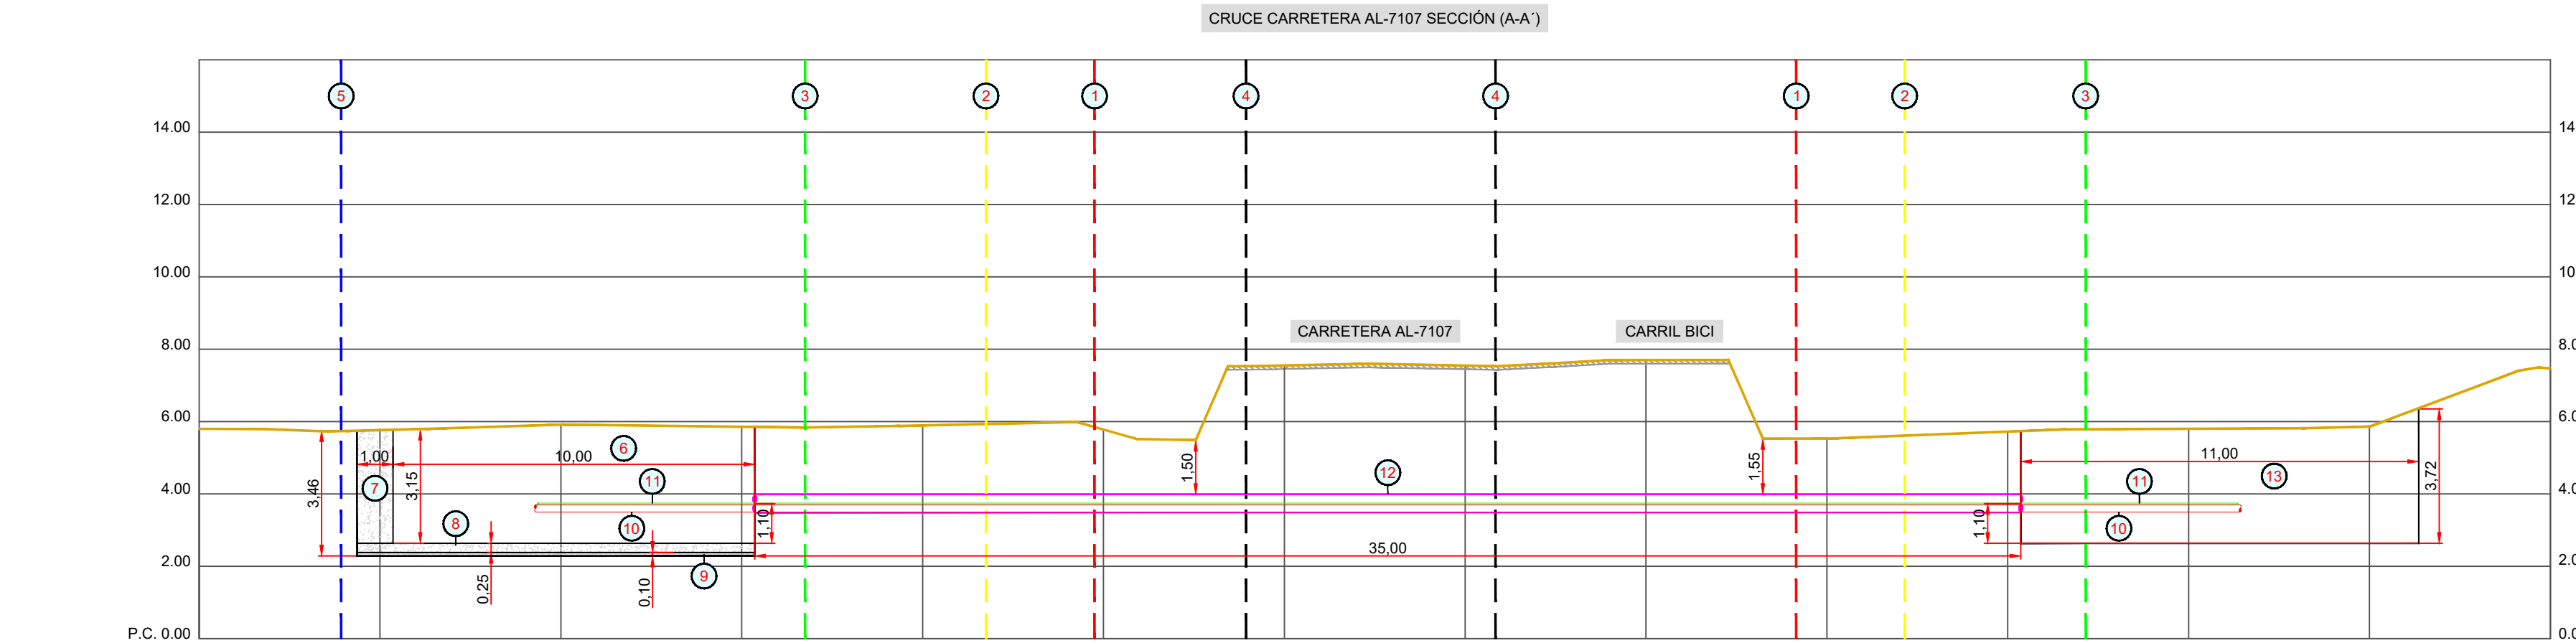 CRUCE CARRETERA AL-7107 SECCIÓN (A-A´)
5 3 2 1 4 4 1 2 3
14.00 14
12.00 12
10.00 10
CARRETERA AL-7107 CARRIL BICI
8.00 8.0
6.00 6.0
6
1,00 10,00 11,00
1,50 1,55
12
11 11 13
7
3,46 3,15 3,72
4.00 4.0
8 10 10
1,10 1,10
35,00
2.00 2.0
9
0,25 0,10
P.C. 0.00 0.0